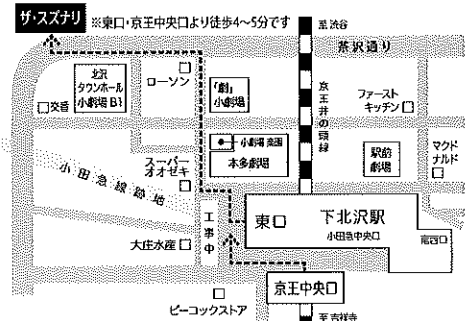 ザ・スズナリ
※東口・京王中央口より徒歩4〜5分です
至渋谷
茶沢通り
北沢
タウンホール
小劇場B1
ローソン
「劇」
小劇場
京王井の頭線
ファースト
キッチン
交番
小劇場 楽園
本多劇場
駅前
劇場
マクド
ナルド
スーパー
オオゼキ
小田急線跡地
工事中
東口
下北沢駅
小田急中央口
南西口
大庄水産
京王中央口
ピーコックストア
至吉祥寺